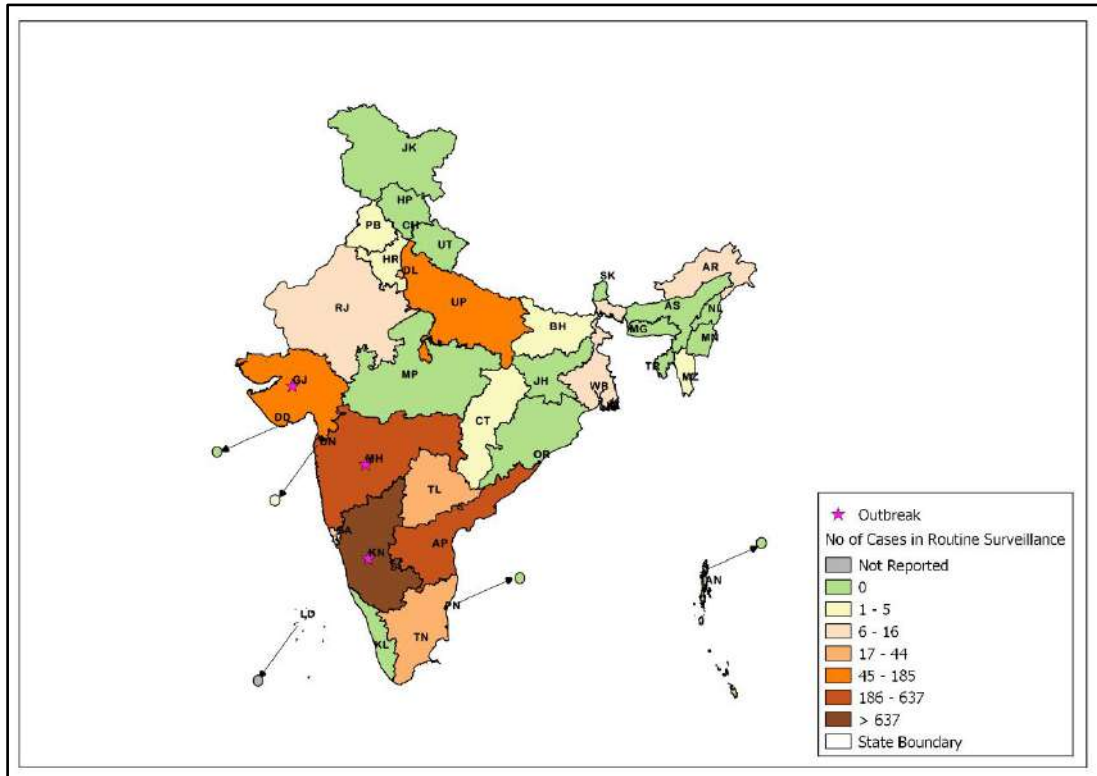 JK
HP
CH
PB
UT
HR
DL
SK
AR
RJ
UP
AS
NL
BH
MG
MN
MP
JH
TR
MZ
GJ
WB
CT
DD
DN
OR
MH
TL
AP
KN
AN
PN
LD
TN
KL
Outbreak
No of Cases in Routine Surveillance
Not Reported
0
1 - 5
6 - 16
17 - 44
45 - 185
186 - 637
> 637
State Boundary